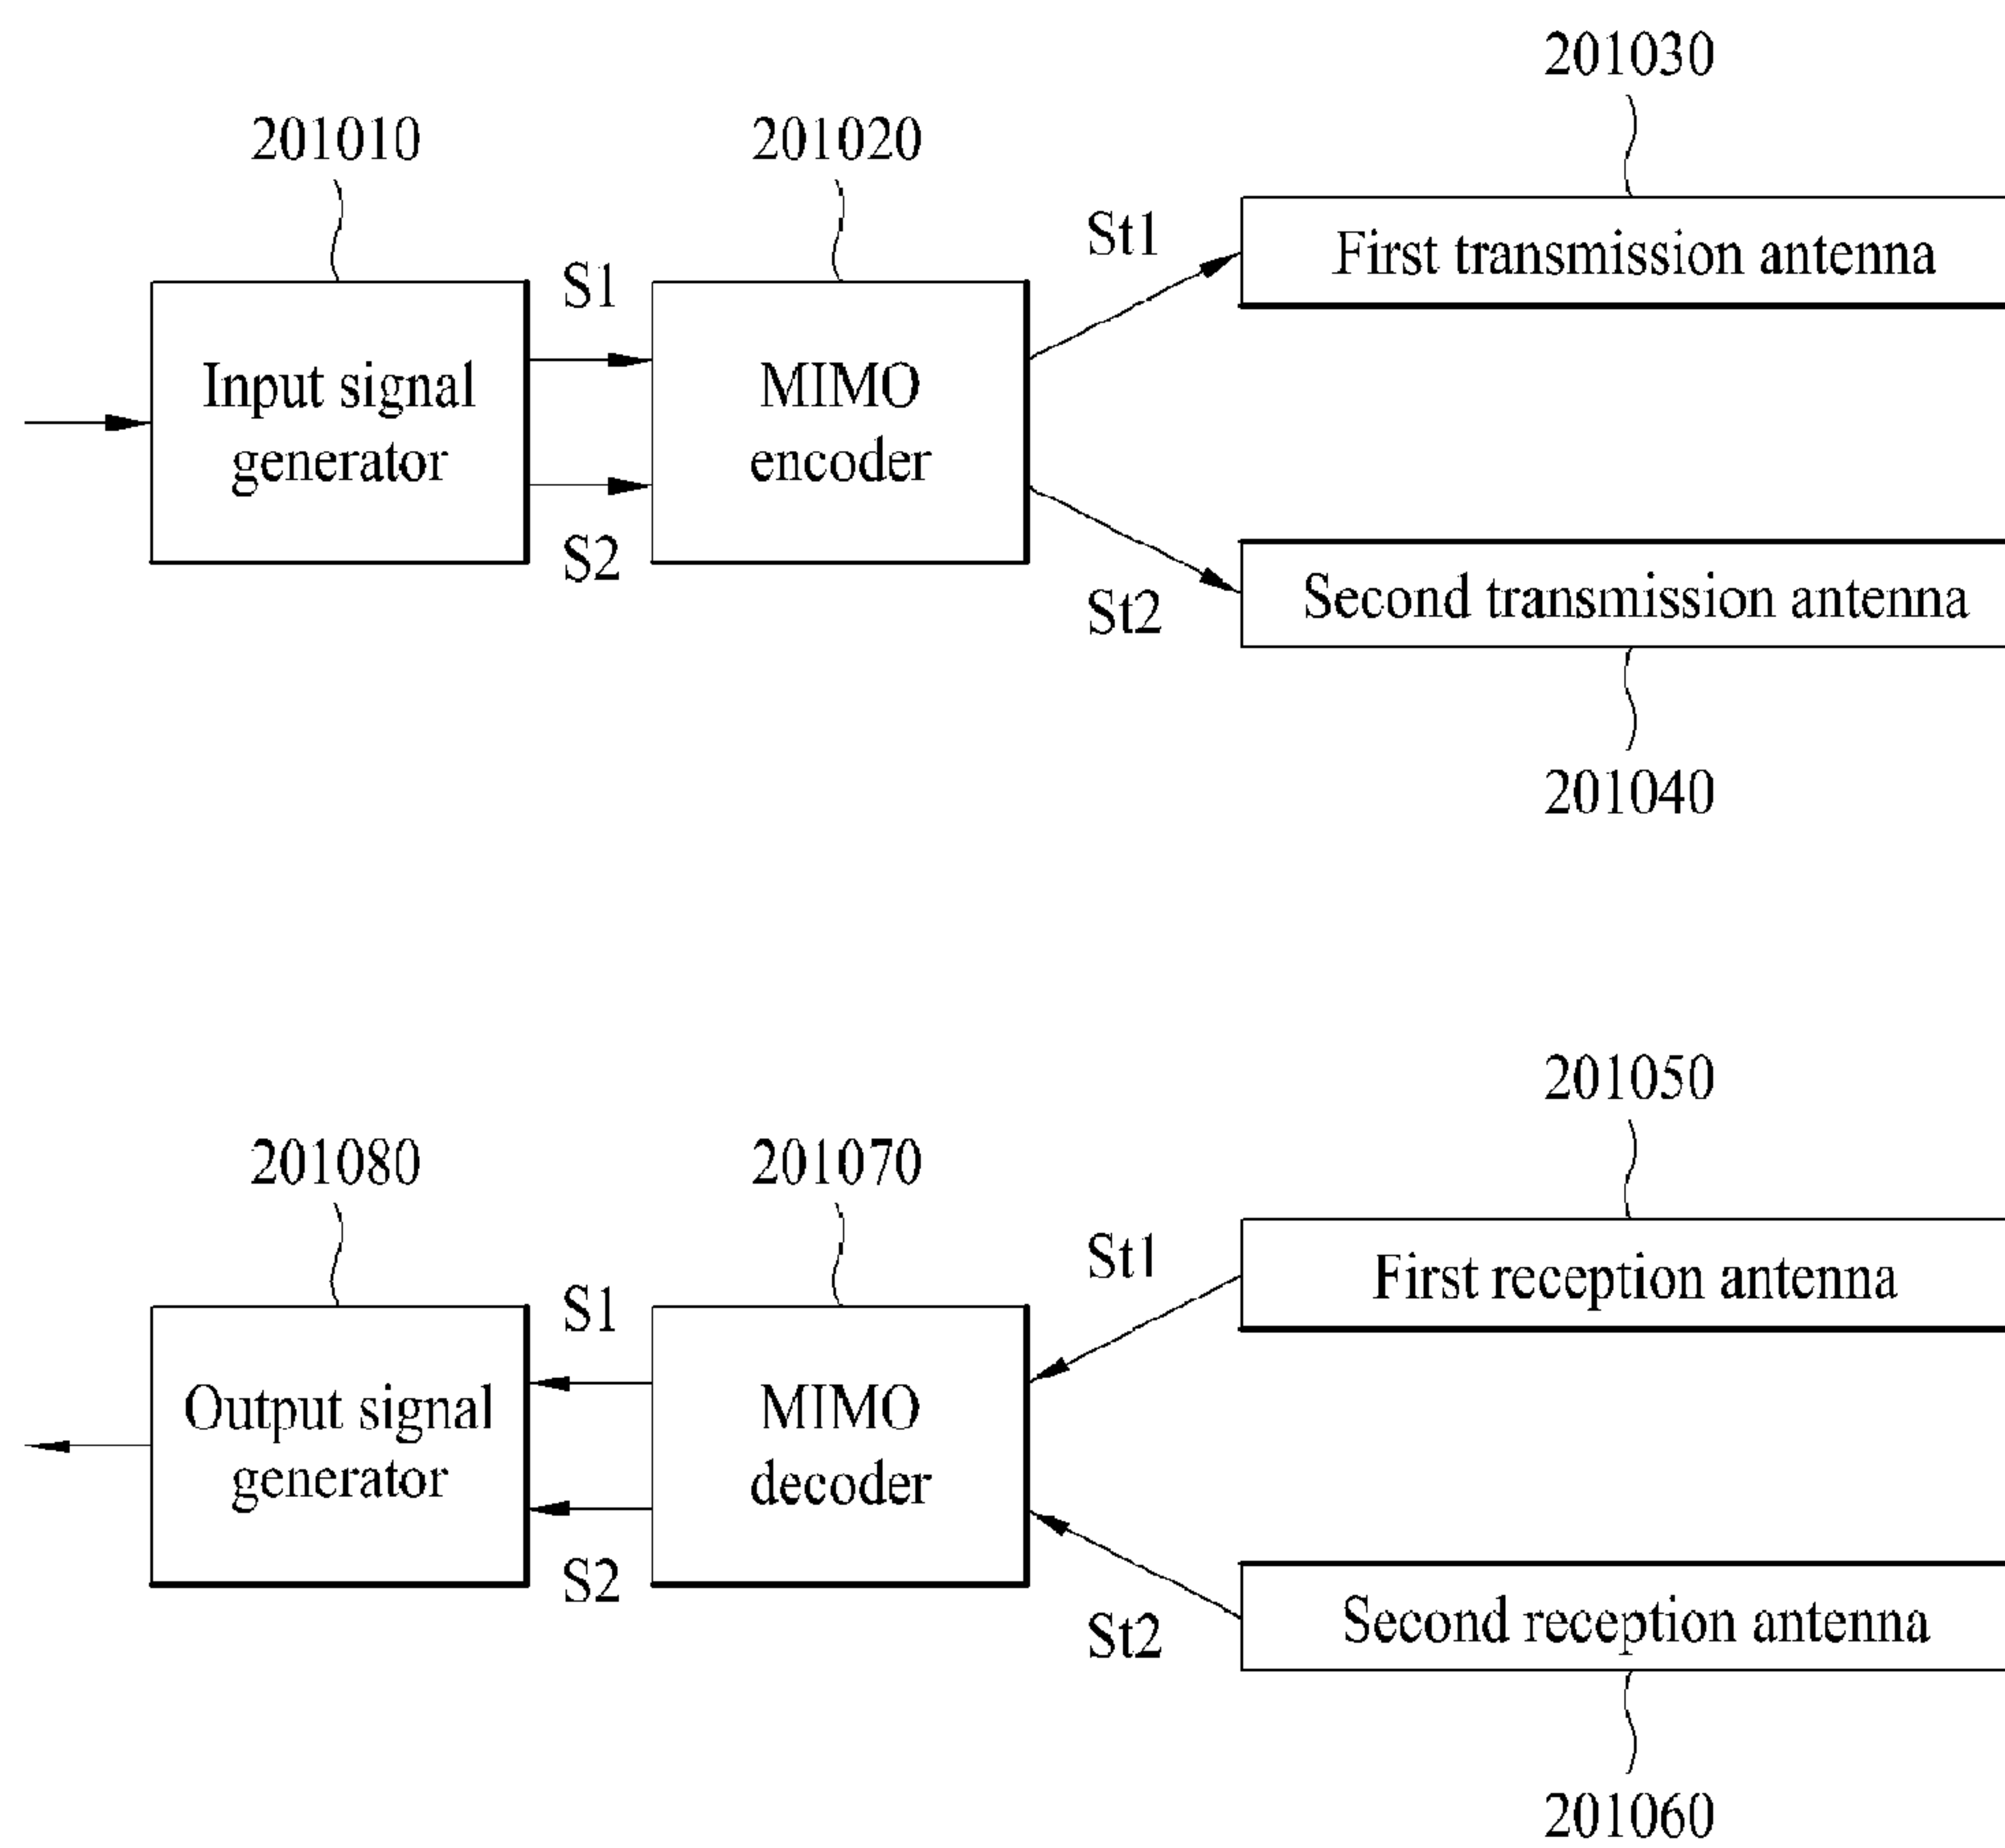 201030
201010
201020
St1
First transmission antenna
S1
Input signal
generator
MIMO
encoder
S2
St2
Second transmission antenna
201040
201050
201080
201070
St1
First reception antenna
S1
Output signal
generator
MIMO
decoder
S2
St2
Second reception antenna
201060